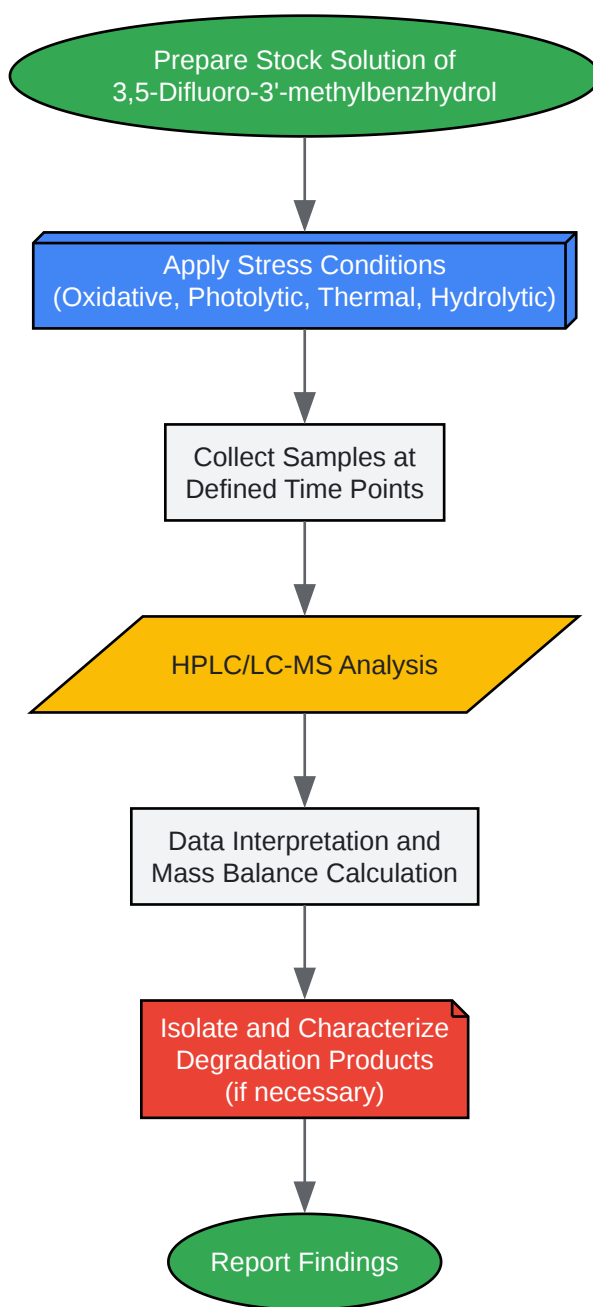 Prepare Stock Solution of
3,5-Difluoro-3'-methylbenzhydrol
Apply Stress Conditions
(Oxidative, Photolytic, Thermal, Hydrolytic)
Collect Samples at
Defined Time Points
HPLC/LC-MS Analysis
Data Interpretation and
Mass Balance Calculation
Isolate and Characterize
Degradation Products
(if necessary)
Report Findings